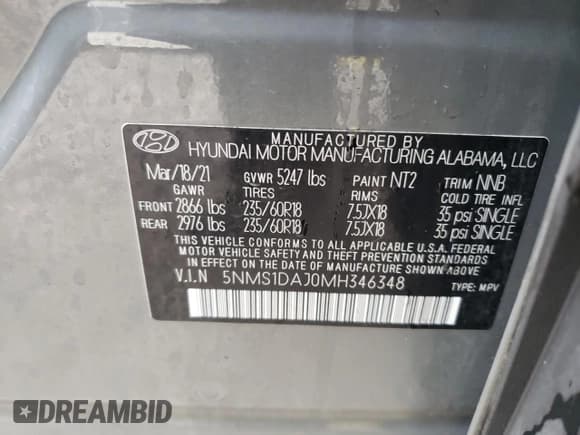 MANUFACTURED BY
HYUNDAI MOTOR MANUFACTURING ALABAMA, LLC
Mar/18/21 GVWR 5247 lbs PAINT NT2 TRIM NNB
GAWR TIRES RIMS COLD TIRE INFL
FRONT 2866 lbs 235/60R18 7.5JX18 35 psi SINGLE
REAR 2976 lbs 235/60R18 7.5JX18 35 psi SINGLE
THIS VEHICLE CONFORMS TO ALL APPLICABLE U.S.A. FEDERAL
MOTOR VEHICLE SAFETY AND THEFT PREVENTION STANDARDS
IN EFFECT ON THE DATE OF MANUFACTURE SHOWN ABOVE.
V.I.N 5NMS1DAJ0MH346348
TYPE: MPV
DREAMBID